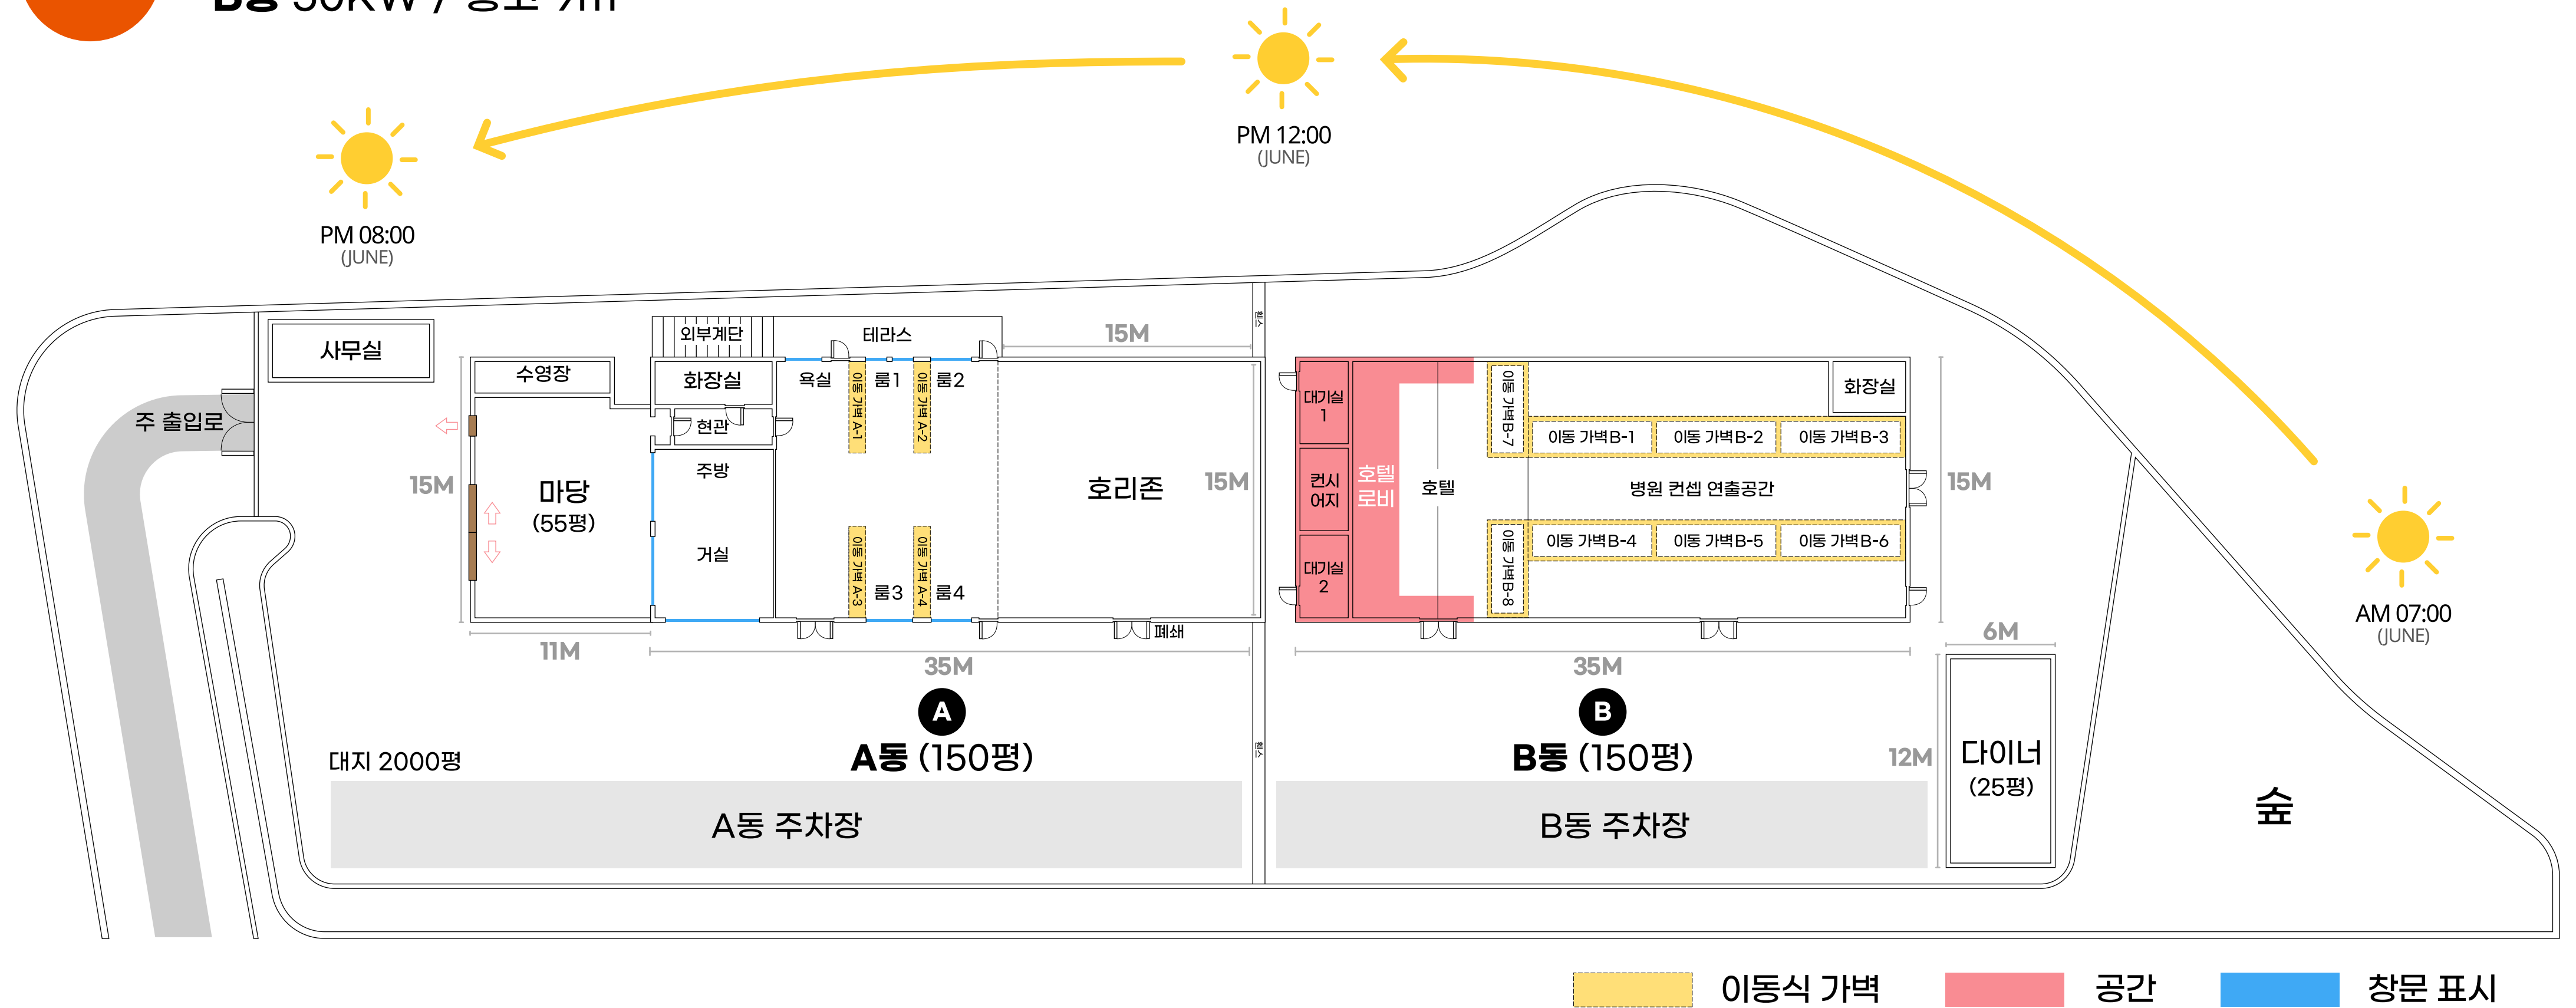 PM 12:00
(JUNE)
PM 08:00
(JUNE)
AM 07:00
(JUNE)
사무실
주 출입로
외부계단
테라스
15M
펜스
수영장
화장실
욕실
룸1
룸2
이동 가벽 A-1
이동 가벽 A-2
현관
주방
거실
15M
마당
(55평)
호리존
15M
룸3
룸4
이동 가벽 A-3
이동 가벽 A-4
폐쇄
11M
35M
대기실
1
컨시
어지
대기실
2
호텔
로비
호텔
이동 가벽B-7
이동 가벽B-8
화장실
이동 가벽B-1
이동 가벽B-2
이동 가벽B-3
병원 컨셉 연출공간
이동 가벽B-4
이동 가벽B-5
이동 가벽B-6
15M
35M
6M
A
A동 (150평)
B
B동 (150평)
펜스
12M
다이너
(25평)
대지 2000평
A동 주차장
B동 주차장
숲
이동식 가벽
공간
창문 표시